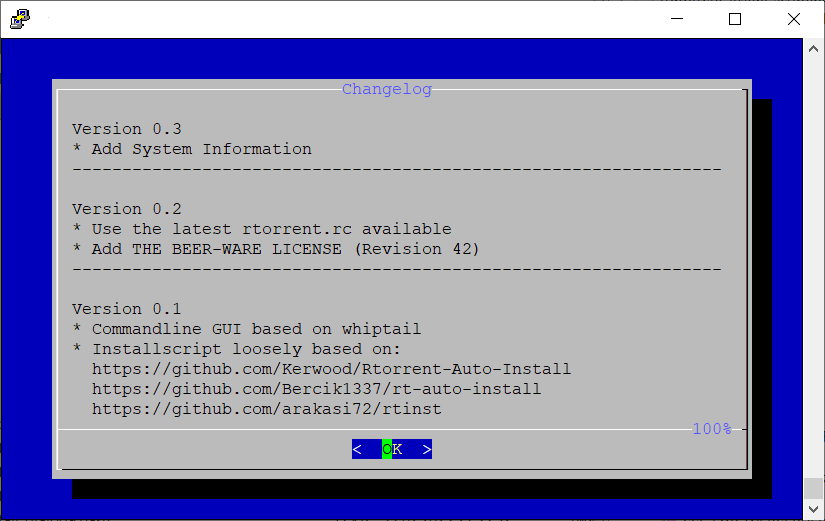 Changelog
Version 0.3
* Add System Information
-----------------------------------------------------------------
Version 0.2
* Use the latest rtorrent.rc available
* Add THE BEER-WARE LICENSE (Revision 42)
-----------------------------------------------------------------
Version 0.1
* Commandline GUI based on whiptail
* Installscript loosely based on:
https://github.com/Kerwood/Rtorrent-Auto-Install
https://github.com/Bercik1337/rt-auto-install
https://github.com/arakasi72/rtinst
100%
<  OK  >